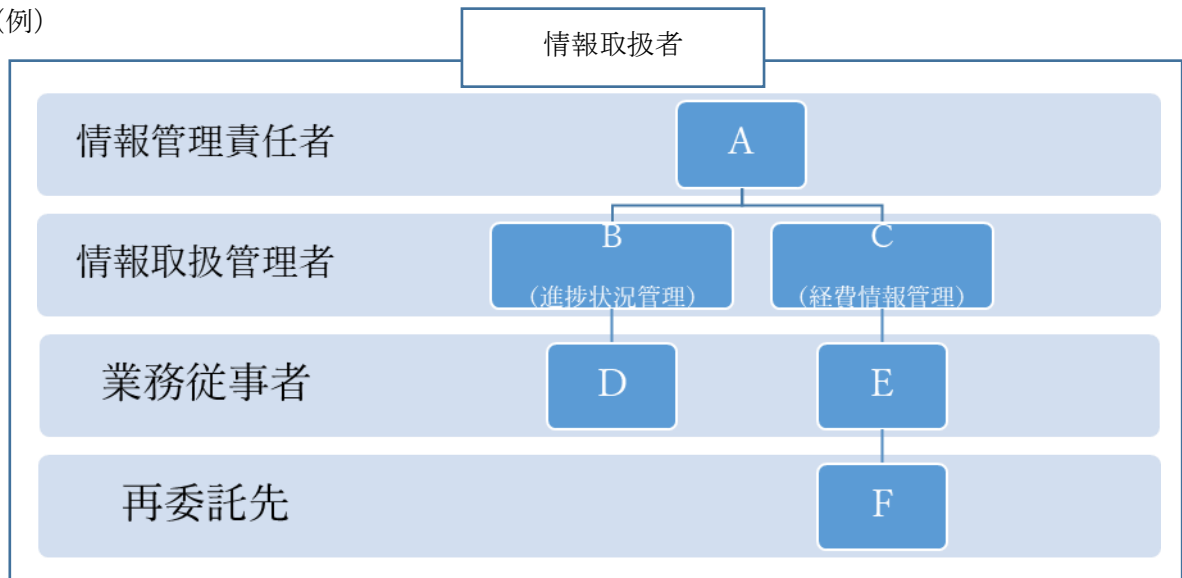 （例）
情報取扱者
情報管理責任者
A
情報取扱管理者
B
（進捗状況管理）
C
（経費情報管理）
業務従事者
D
E
再委託先
F